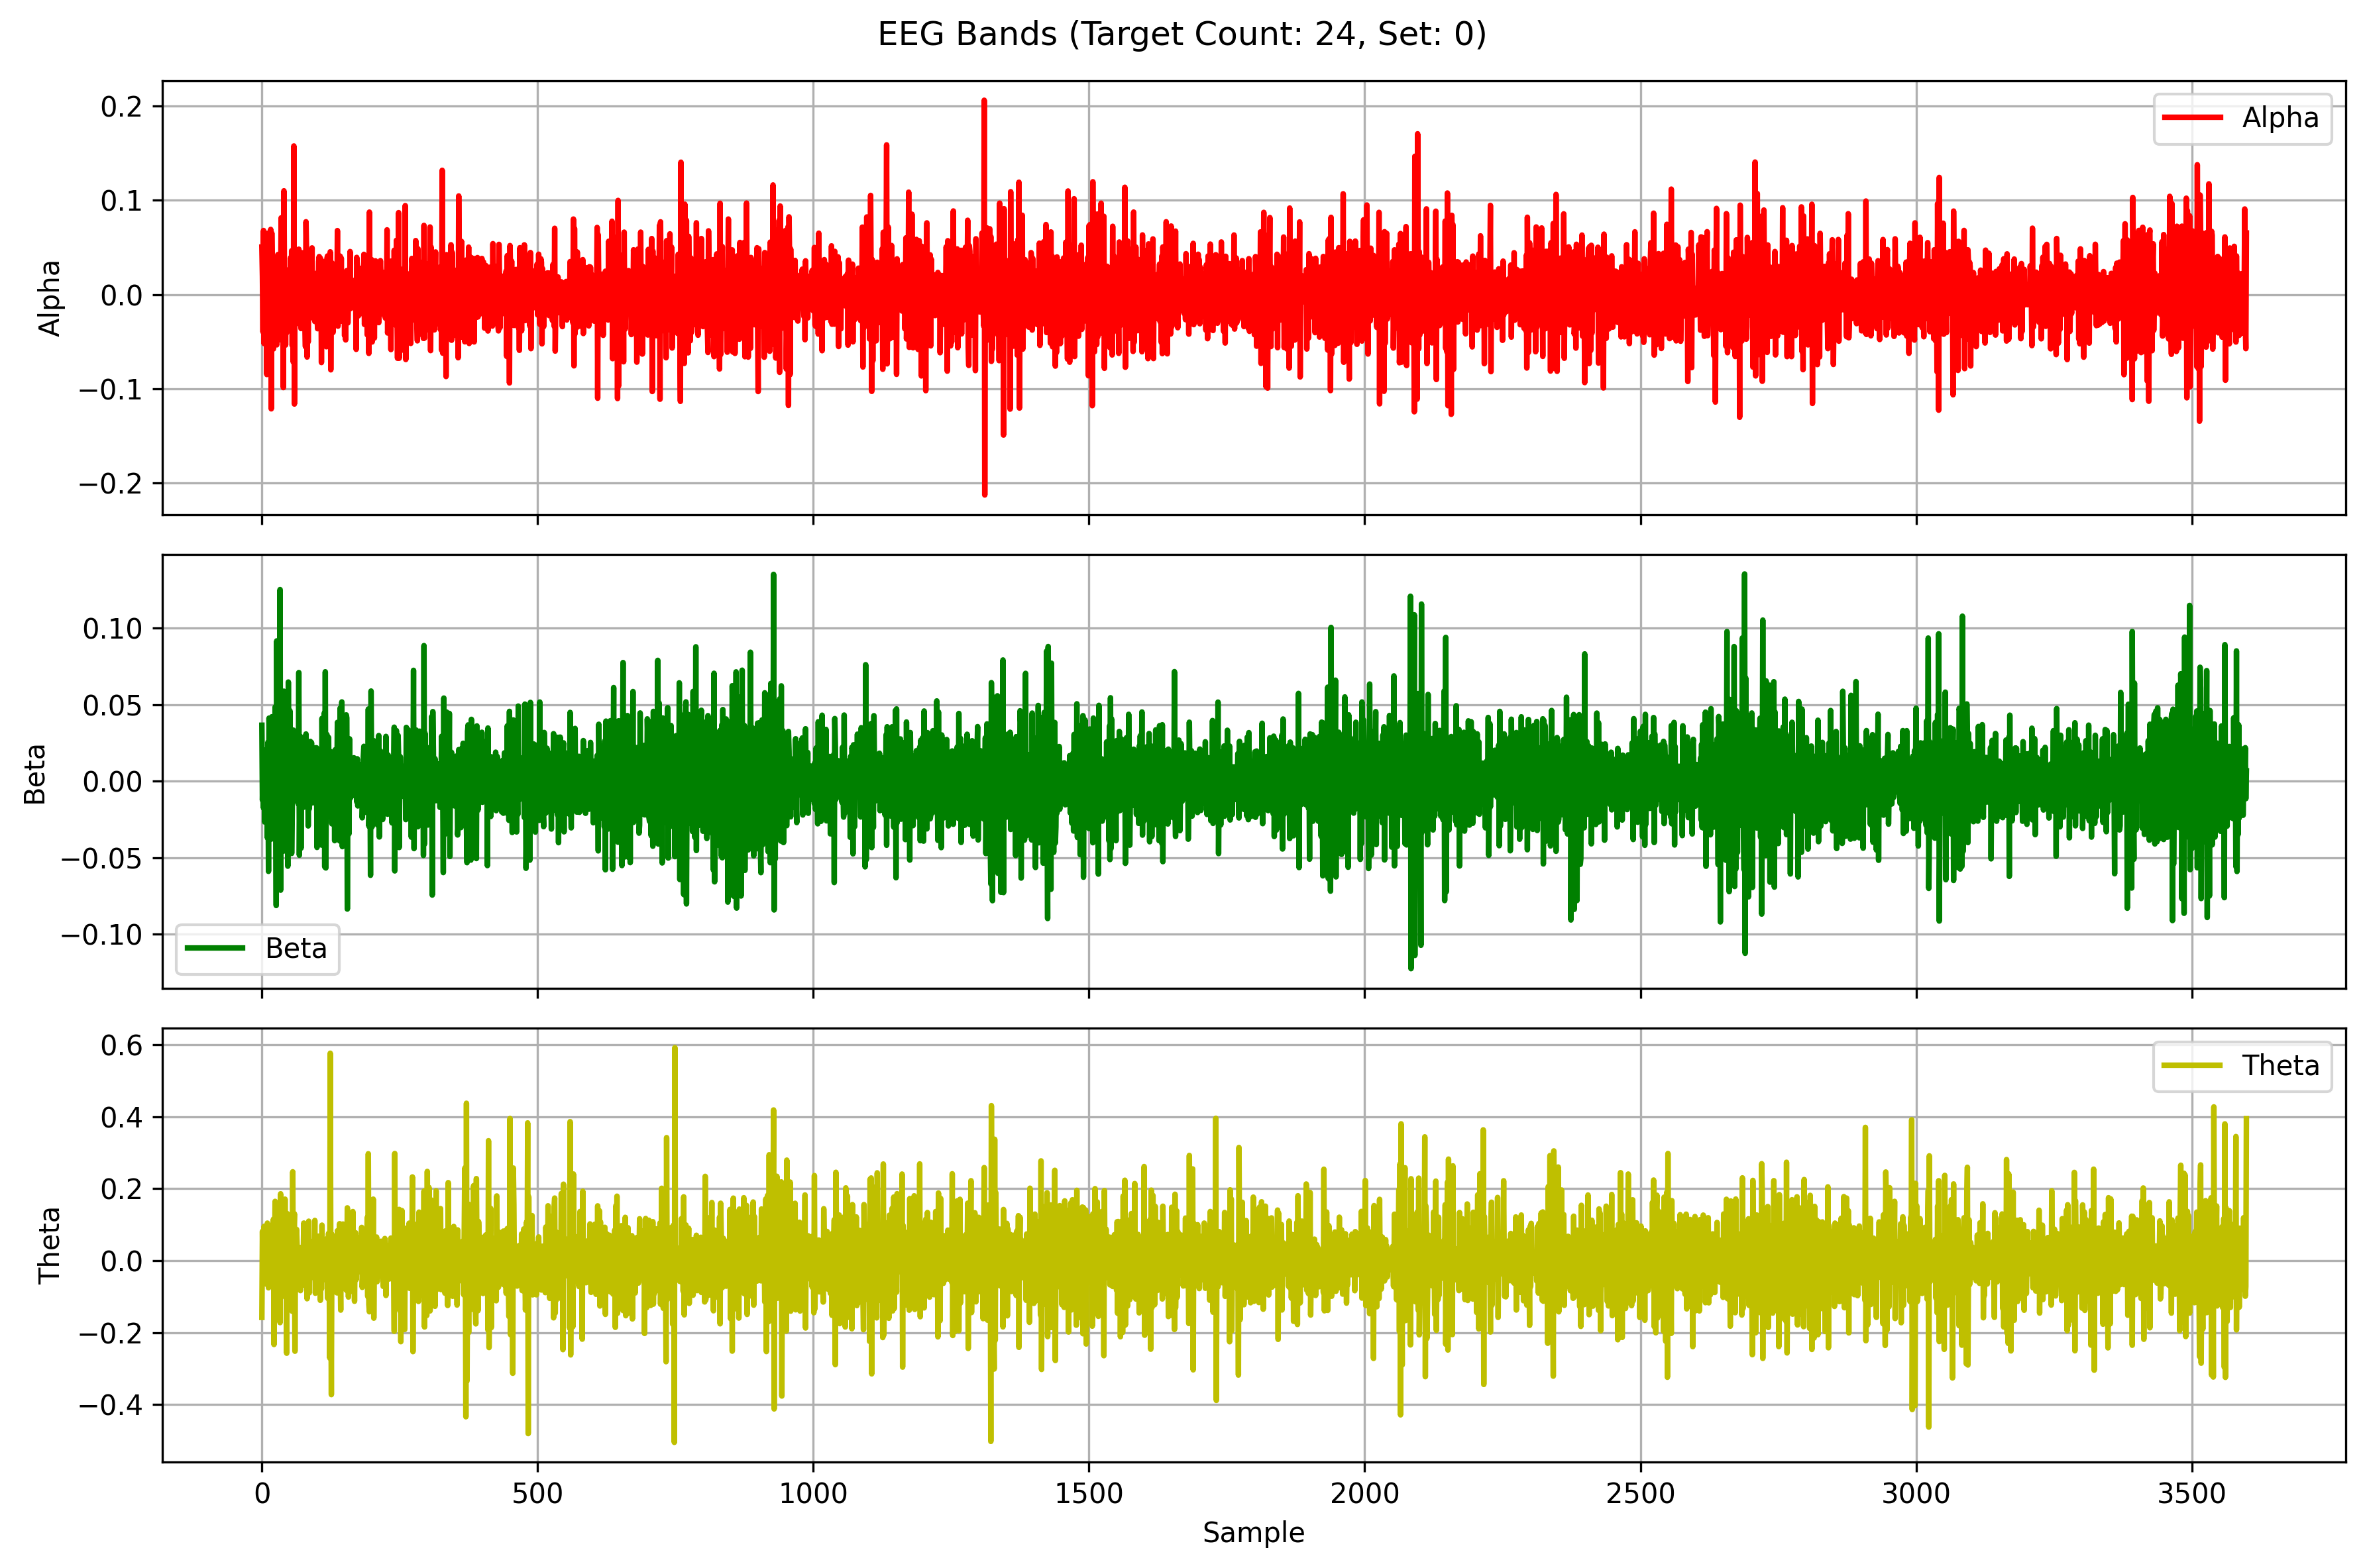 EEG Bands (Target Count: 24, Set: 0)
0.2
0.1
0.0
−0.1
−0.2
Alpha
Alpha
0.10
0.05
0.00
−0.05
−0.10
Beta
Beta
0.6
0.4
0.2
0.0
−0.2
−0.4
Theta
Theta
0 500 1000 1500 2000 2500 3000 3500
Sample